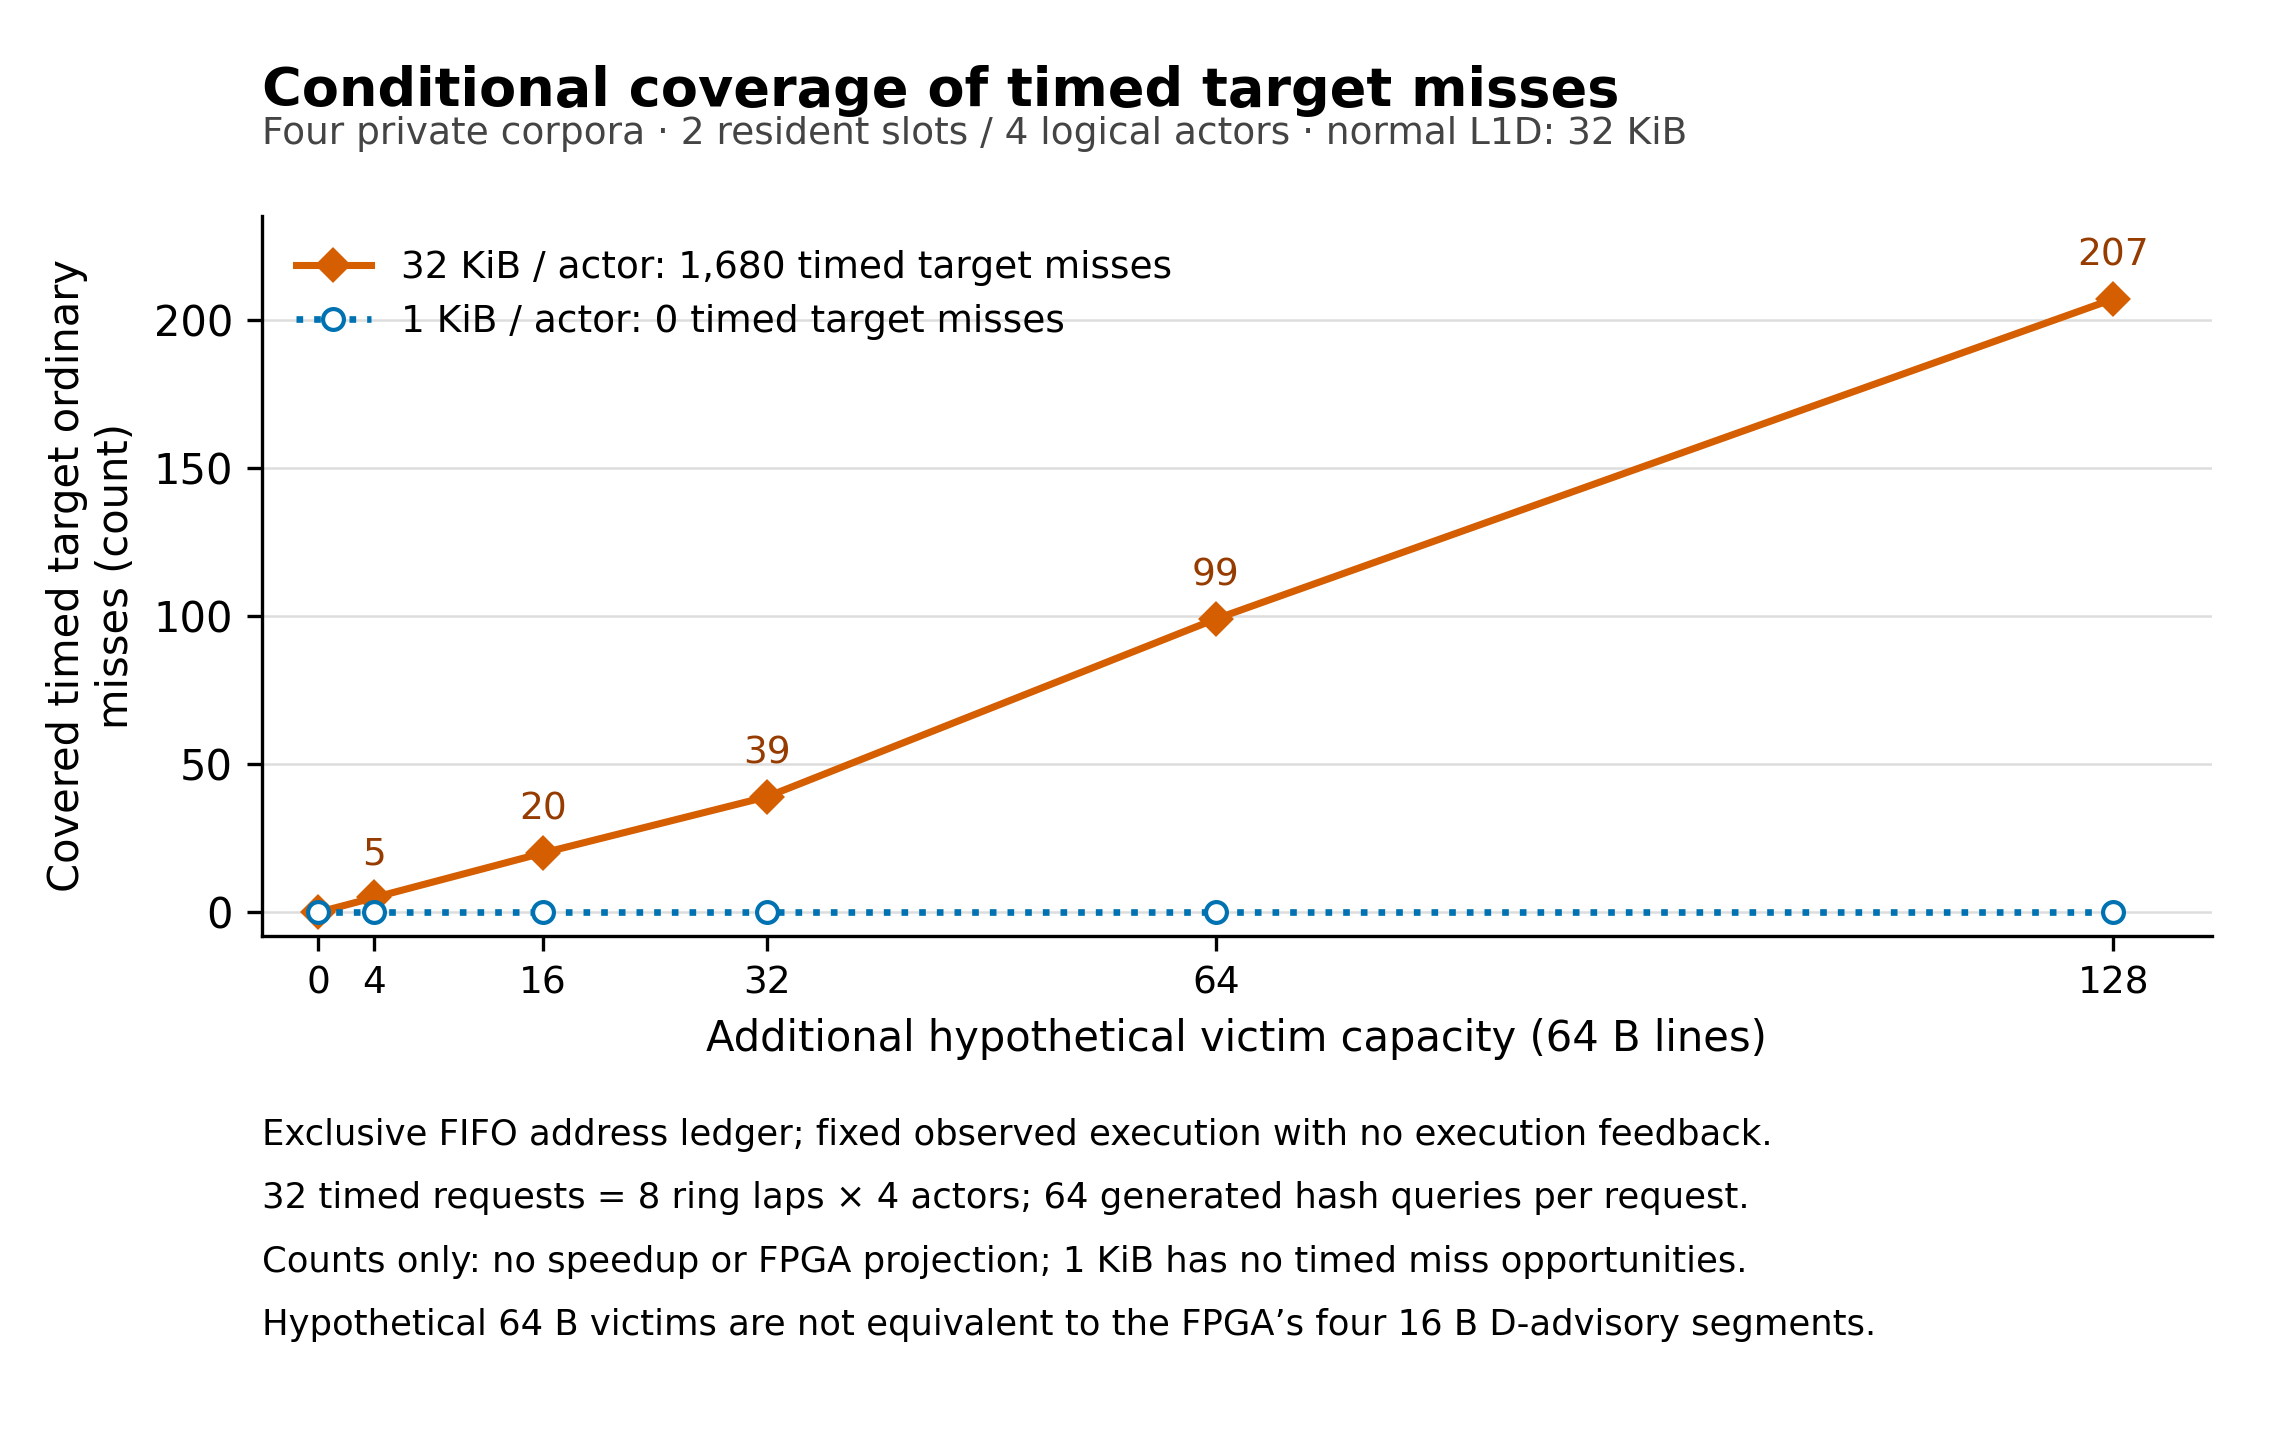 Conditional coverage of timed target misses
Four private corpora · 2 resident slots / 4 logical actors · normal L1D: 32 KiB
32 KiB / actor: 1,680 timed target misses
1 KiB / actor: 0 timed target misses
Covered timed target ordinary
misses (count)
200
150
100
50
0
5
20
39
99
207
0
4
16
32
64
128
Additional hypothetical victim capacity (64 B lines)
Exclusive FIFO address ledger; fixed observed execution with no execution feedback.
32 timed requests = 8 ring laps × 4 actors; 64 generated hash queries per request.
Counts only: no speedup or FPGA projection; 1 KiB has no timed miss opportunities.
Hypothetical 64 B victims are not equivalent to the FPGA’s four 16 B D-advisory segments.